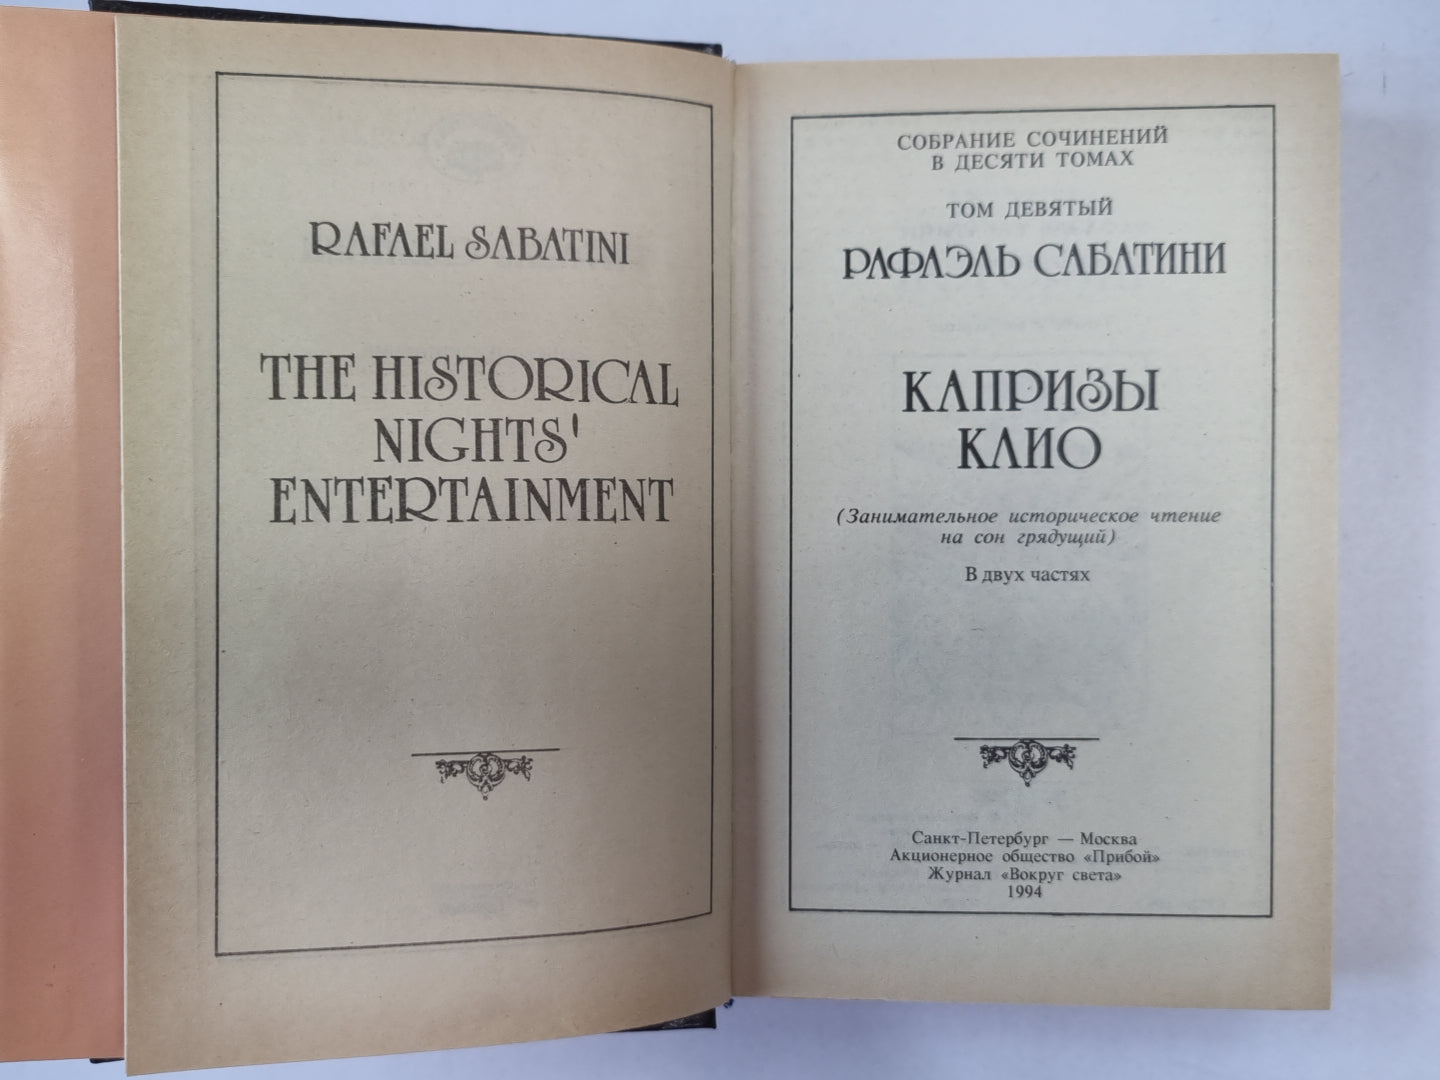 RAFAEL SABATINI
THE HISTORICAL
NIGHTS'
ENTERTAINMENT
СОБРАНИЕ СОЧИНЕНИЙ
В ДЕСЯТИ ТОМАХ
ТОМ ДЕВЯТЫЙ
РАФАЭЛЬ САБАТИНИ
КАПРИЗЫ
КЛИО
(Занимательное историческое чтение
на сон грядущий)
В двух частях
Санкт-Петербург — Москва
Акционерное общество «Прибой»
Журнал «Вокруг света»
1994